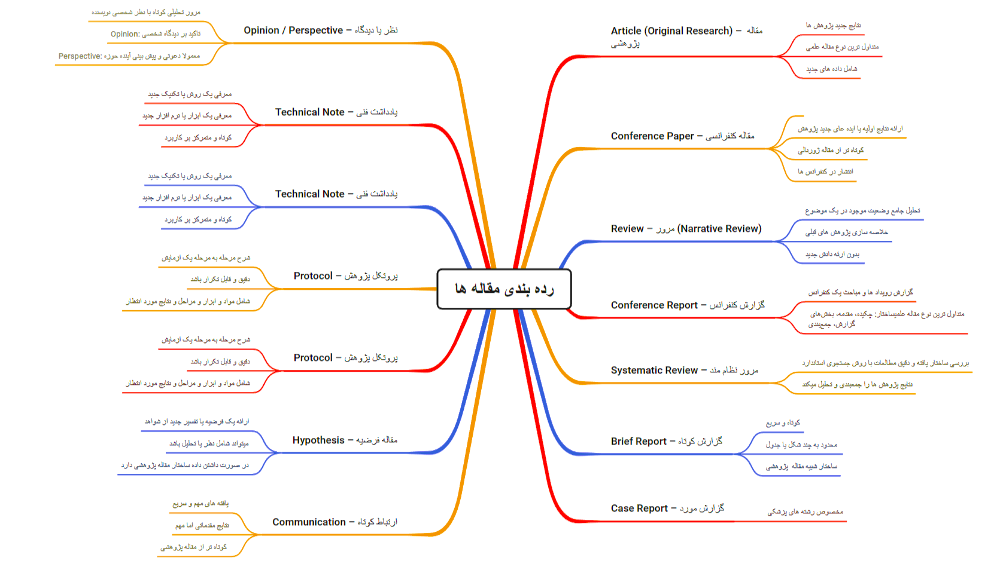 رده بندی مقاله ها
Article (Original Research) – مقاله
پژوهشی
نتایج جدید پژوهش ها
متداول ترین نوع مقاله علمی
شامل داده های جدید
Conference Paper – مقاله کنفرانسی
ارائه نتایج اولیه یا ایده عای جدید پژوهش
کوتاه تر از مقاله ژورنالی
انتشار در کنفرانس ها
Review – مرور (Narrative Review)
تحلیل جامع وضعیت موجود در یک موضوع
خلاصه سازی پژوهش های قبلی
بدون ارئه دانش جدید
Conference Report – گزارش کنفرانس
گزارش رویداد ها و مباحث یک کنفرانس
متداول ترین نوع مقاله علمیساختار: چکیده، مقدمه، بخش‌های
گزارش، جمع‌بندی
Systematic Review – مرور نظام مند
بررسی ساختار یافته و دقیق مطالعات با روش جستجوی استاندارد
نتایج پژوهش ها را جمعبندی و تحلیل میکند
Brief Report – گزارش کوتاه
کوتاه و سریع
محدود به چند شکل یا جدول
ساختار شبیه مقاله پژوهشی
Case Report – گزارش مورد
مخصوص رشته های پزشکی
Opinion / Perspective – نظر یا دیدگاه
مرور تحلیلی کوتاه با نظر شخصی نویسنده
Opinion: تاکید بر دیدگاه شخصی
Perspective: معمولا دعوتی و پیش بینی آینده حوزه
Technical Note – یادداشت فنی
معرفی یک روش یا تکنیک جدید
معرفی یک ابزار یا نرم افزار جدید
کوتاه و متمرکز بر کاربرد
Technical Note – یادداشت فنی
معرفی یک روش یا تکنیک جدید
معرفی یک ابزار یا نرم افزار جدید
کوتاه و متمرکز بر کاربرد
Protocol – پروتکل پژوهش
شرح مرحله به مرحله یک ازمایش
دقیق و قابل تکرار باشد
شامل مواد و ابزار و مراحل و نتایج مورد انتظار
Protocol – پروتکل پژوهش
شرح مرحله به مرحله یک ازمایش
دقیق و قابل تکرار باشد
شامل مواد و ابزار و مراحل و نتایج مورد انتظار
Hypothesis – مقاله فرضیه
ارائه یک فرضیه یا تفسیر جدید از شواهد
میتواند شامل نظر یا تحلیل باشد
در صورت داشتن داده ساختار مقاله پژوهشی دارد
Communication – ارتباط کوتاه
یافته های مهم و سریع
نتایج مقدماتی اما مهم
کوتاه تر از مقاله پژوهشی